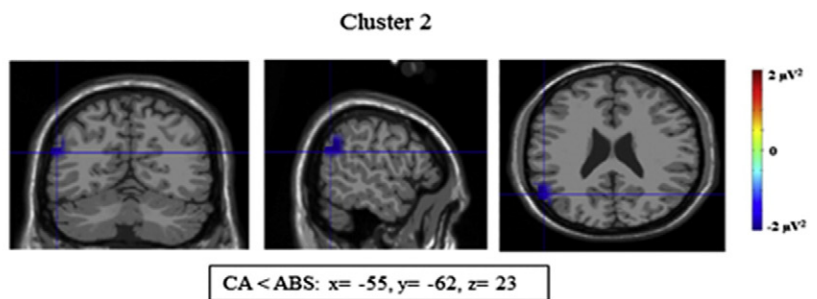 Cluster 2
2 µV²
0
-2 µV²
CA < ABS: x= -55, y= -62, z= 23